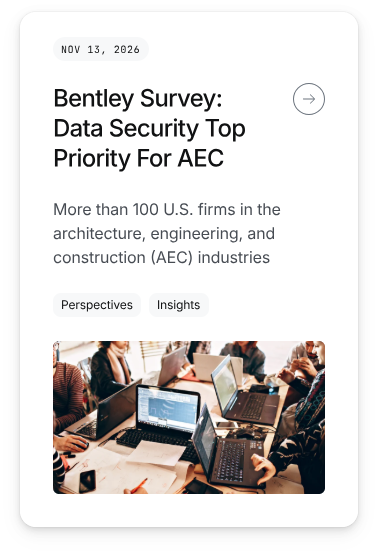 NOV 13, 2026
Bentley Survey:
Data Security Top
Priority For AEC
More than 100 U.S. firms in the
architecture, engineering, and
construction (AEC) industries
Perspectives
Insights